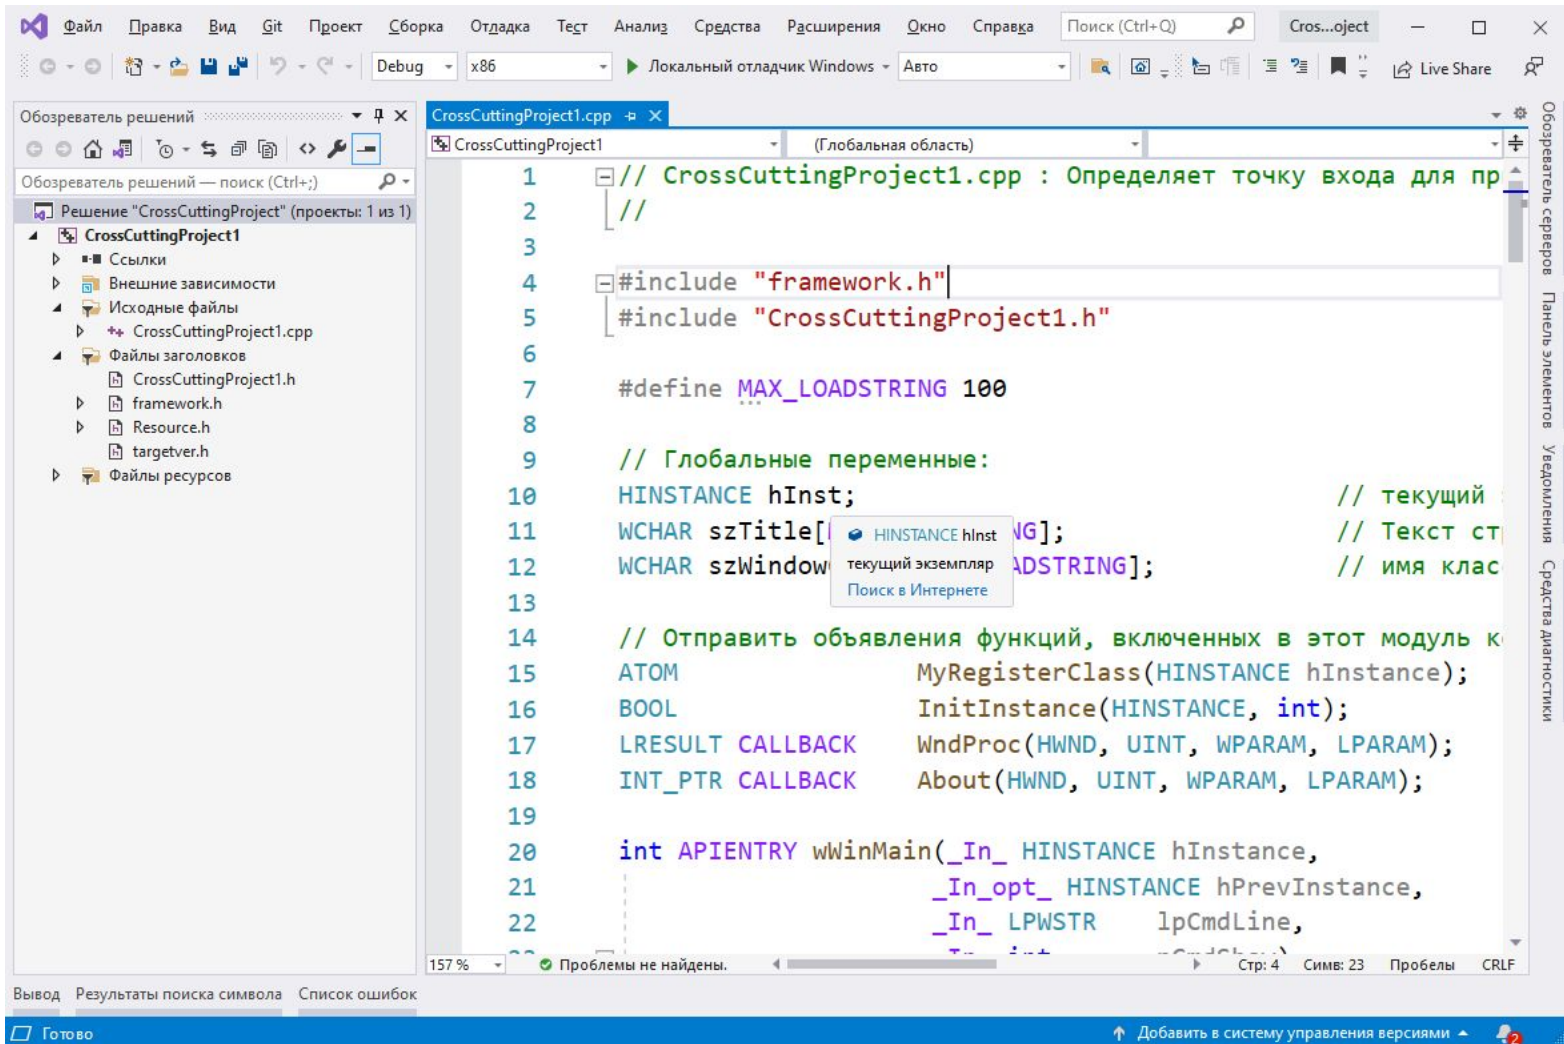 Файл Правка Вид Git Проект Сборка Отладка Тест Анализ Средства Расширения Окно Справка Поиск (Ctrl+Q) Cros...oject
Debug x86 Локальный отладчик Windows Авто Live Share
Обозреватель решений
Обозреватель решений — поиск (Ctrl+;)
Решение "CrossCuttingProject" (проекты: 1 из 1)
CrossCuttingProject1
Ссылки
Внешние зависимости
Исходные файлы
CrossCuttingProject1.cpp
Файлы заголовков
CrossCuttingProject1.h
framework.h
Resource.h
targetver.h
Файлы ресурсов
CrossCuttingProject1.cpp
CrossCuttingProject1 (Глобальная область)
1 // CrossCuttingProject1.cpp : Определяет точку входа для пр
2 //
3
4 #include "framework.h"
5 #include "CrossCuttingProject1.h"
6
7 #define MAX_LOADSTRING 100
8
9 // Глобальные переменные:
10 HINSTANCE hInst; // текущий
11 WCHAR szTitle[ NG]; // Текст ст
12 WCHAR szWindow ADSTRING]; // имя клас
HINSTANCE hInst
текущий экземпляр
Поиск в Интернете
13
14 // Отправить объявления функций, включенных в этот модуль к
15 ATOM MyRegisterClass(HINSTANCE hInstance);
16 BOOL InitInstance(HINSTANCE, int);
17 LRESULT CALLBACK WndProc(HWND, UINT, WPARAM, LPARAM);
18 INT_PTR CALLBACK About(HWND, UINT, WPARAM, LPARAM);
19
20 int APIENTRY wWinMain(_In_ HINSTANCE hInstance,
21 _In_opt_ HINSTANCE hPrevInstance,
22 _In_ LPWSTR lpCmdLine,
157 % Проблемы не найдены. Стр: 4 Симв: 23 Пробелы CRLF
Обозреватель серверов
Панель элементов
Уведомления
Средства диагностики
Вывод Результаты поиска символа Список ошибок
Готово Добавить в систему управления версиями 2